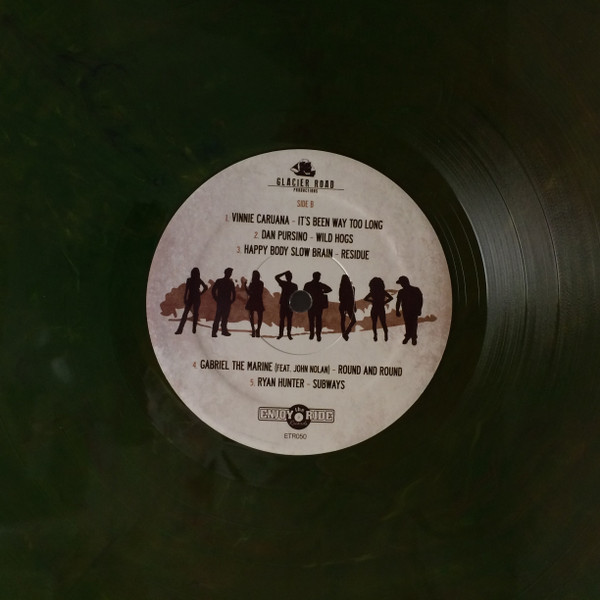 GLACIER ROAD
PRODUCTIONS
SIDE B
1. VINNIE CARUANA - IT'S BEEN WAY TOO LONG
2. DAN PURSINO - WILD HOGS
3. HAPPY BODY SLOW BRAIN - RESIDUE
4. GABRIEL THE MARINE (FEAT. JOHN NOLAN) - ROUND AND ROUND
5. RYAN HUNTER - SUBWAYS
ENJOY the RIDE
Records
ETR050